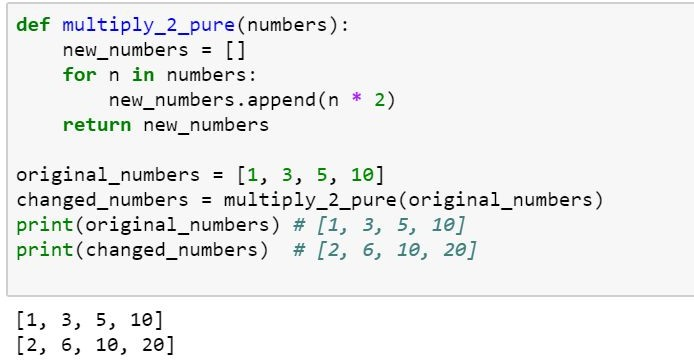 def multiply_2_pure(numbers):
    new_numbers = []
    for n in numbers:
        new_numbers.append(n * 2)
    return new_numbers

original_numbers = [1, 3, 5, 10]
changed_numbers = multiply_2_pure(original_numbers)
print(original_numbers) # [1, 3, 5, 10]
print(changed_numbers)  # [2, 6, 10, 20]

[1, 3, 5, 10]
[2, 6, 10, 20]